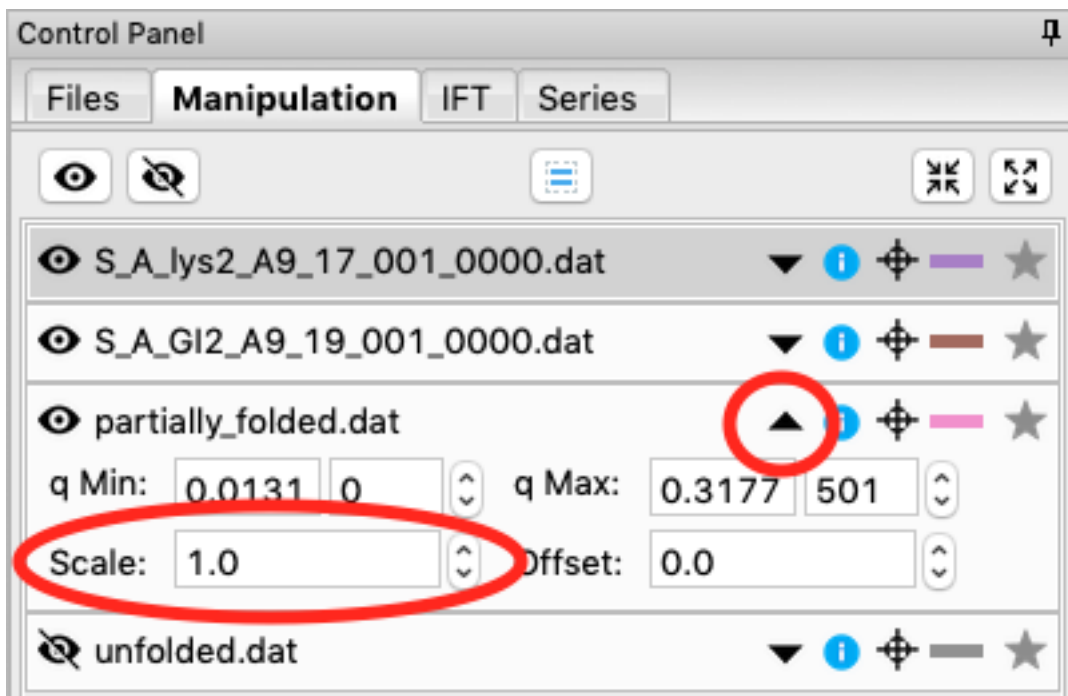 Control Panel
Files Manipulation IFT Series
S_A_lys2_A9_17_001_0000.dat
S_A_GI2_A9_19_001_0000.dat
partially_folded.dat
q Min: 0.0131 0 q Max: 0.3177 501
Scale: 1.0 Offset: 0.0
unfolded.dat